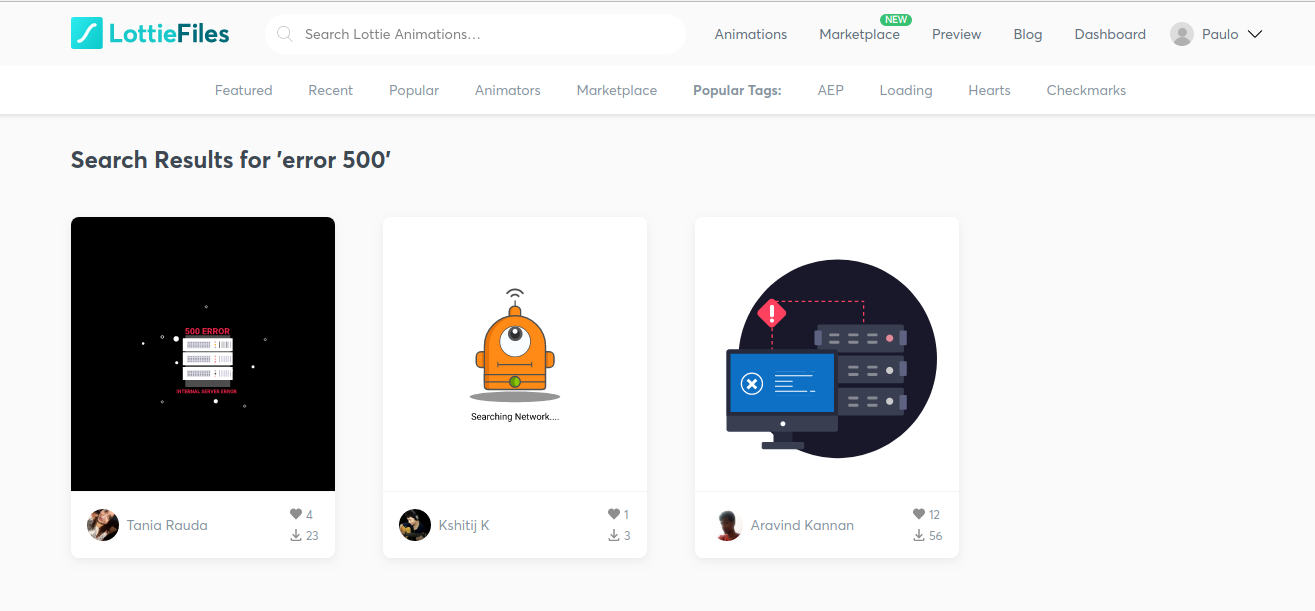 NEW
LottieFiles Search Lottie Animations... Animations Marketplace Preview Blog Dashboard Paulo
Featured Recent Popular Animators Marketplace Popular Tags: AEP Loading Hearts Checkmarks
Search Results for 'error 500'
500 ERROR
INTERNAL SERVER ERROR
Searching Network....
Tania Rauda
4
23
Kshitij K
1
3
Aravind Kannan
12
56